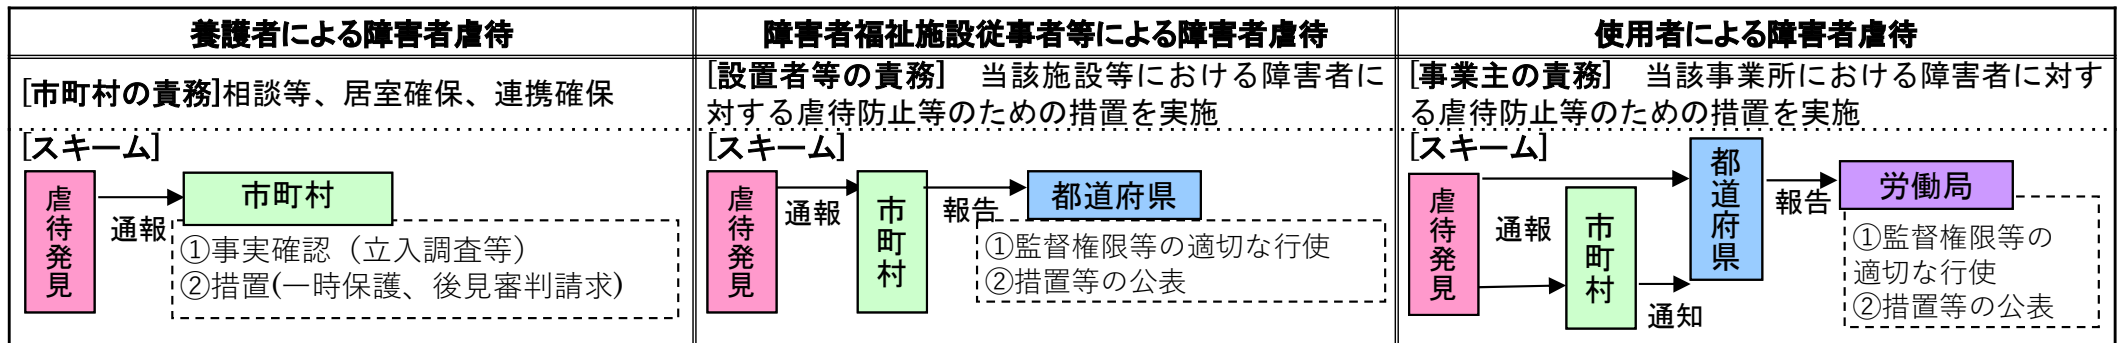 養護者による障害者虐待
[市町村の責務]相談等、居室確保、連携確保
[スキーム]
虐待発見
通報
市町村
①事実確認（立入調査等）
②措置(一時保護、後見審判請求)
障害者福祉施設従事者等による障害者虐待
[設置者等の責務]　当該施設等における障害者に
対する虐待防止等のための措置を実施
[スキーム]
虐待発見
通報
市町村
報告
都道府県
①監督権限等の適切な行使
②措置等の公表
使用者による障害者虐待
[事業主の責務]　当該事業所における障害者に対す
る虐待防止等のための措置を実施
[スキーム]
虐待発見
通報
市町村
通知
都道府県
報告
労働局
①監督権限等の
適切な行使
②措置等の公表